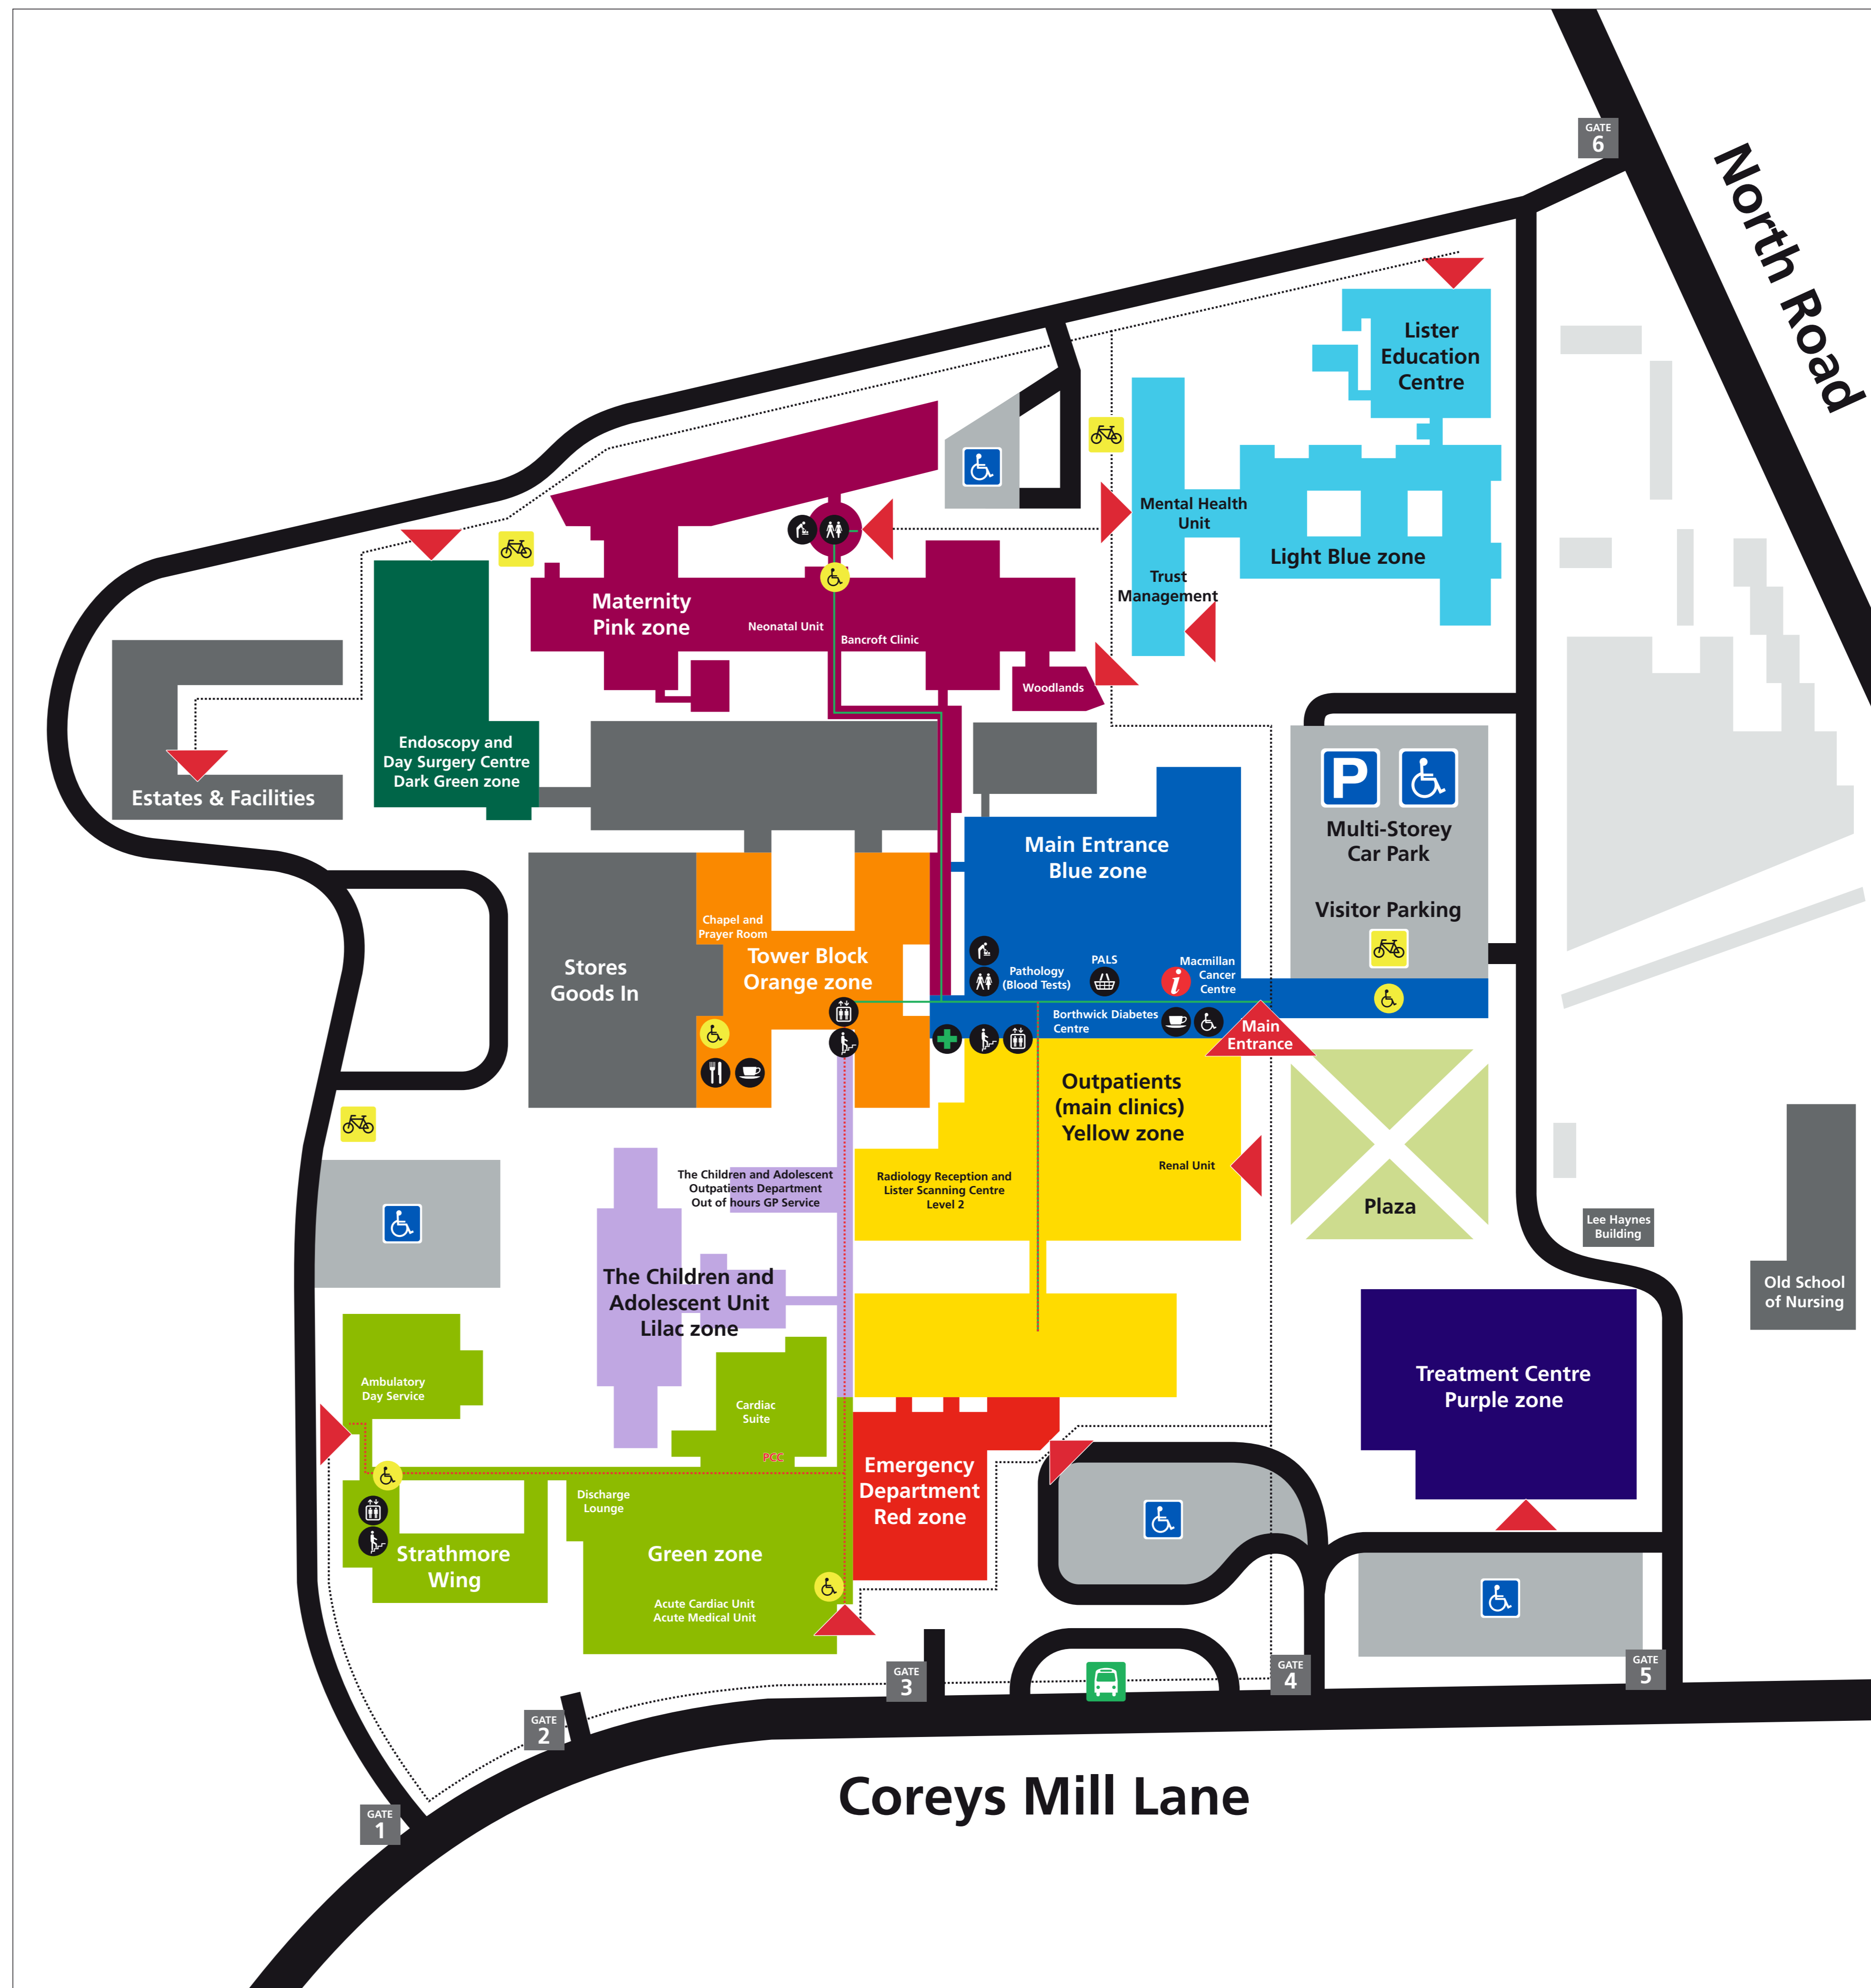 GATE
6
North Road
Lister
Education
Centre
Mental Health
Unit
Light Blue zone
Trust
Management
Maternity
Pink zone
Neonatal Unit
Bancroft Clinic
Woodlands
Endoscopy and
Day Surgery Centre
Dark Green zone
Estates & Facilities
P
Multi-Storey
Car Park
Visitor Parking
Main Entrance
Blue zone
Chapel and
Prayer Room
Tower Block
Orange zone
Stores
Goods In
Pathology
(Blood Tests)
PALS
i
Macmillan
Cancer
Centre
Borthwick Diabetes
Centre
Main
Entrance
Outpatients
(main clinics)
Yellow zone
Renal Unit
Radiology Reception and
Lister Scanning Centre
Level 2
The Children and Adolescent
Outpatients Department
Out of hours GP Service
Plaza
Lee Haynes
Building
Old School
of Nursing
The Children and
Adolescent Unit
Lilac zone
Ambulatory
Day Service
Cardiac
Suite
PCC
Treatment Centre
Purple zone
Emergency
Department
Red zone
Discharge
Lounge
Strathmore
Wing
Green zone
Acute Cardiac Unit
Acute Medical Unit
GATE
3
GATE
4
GATE
5
GATE
2
GATE
1
Coreys Mill Lane